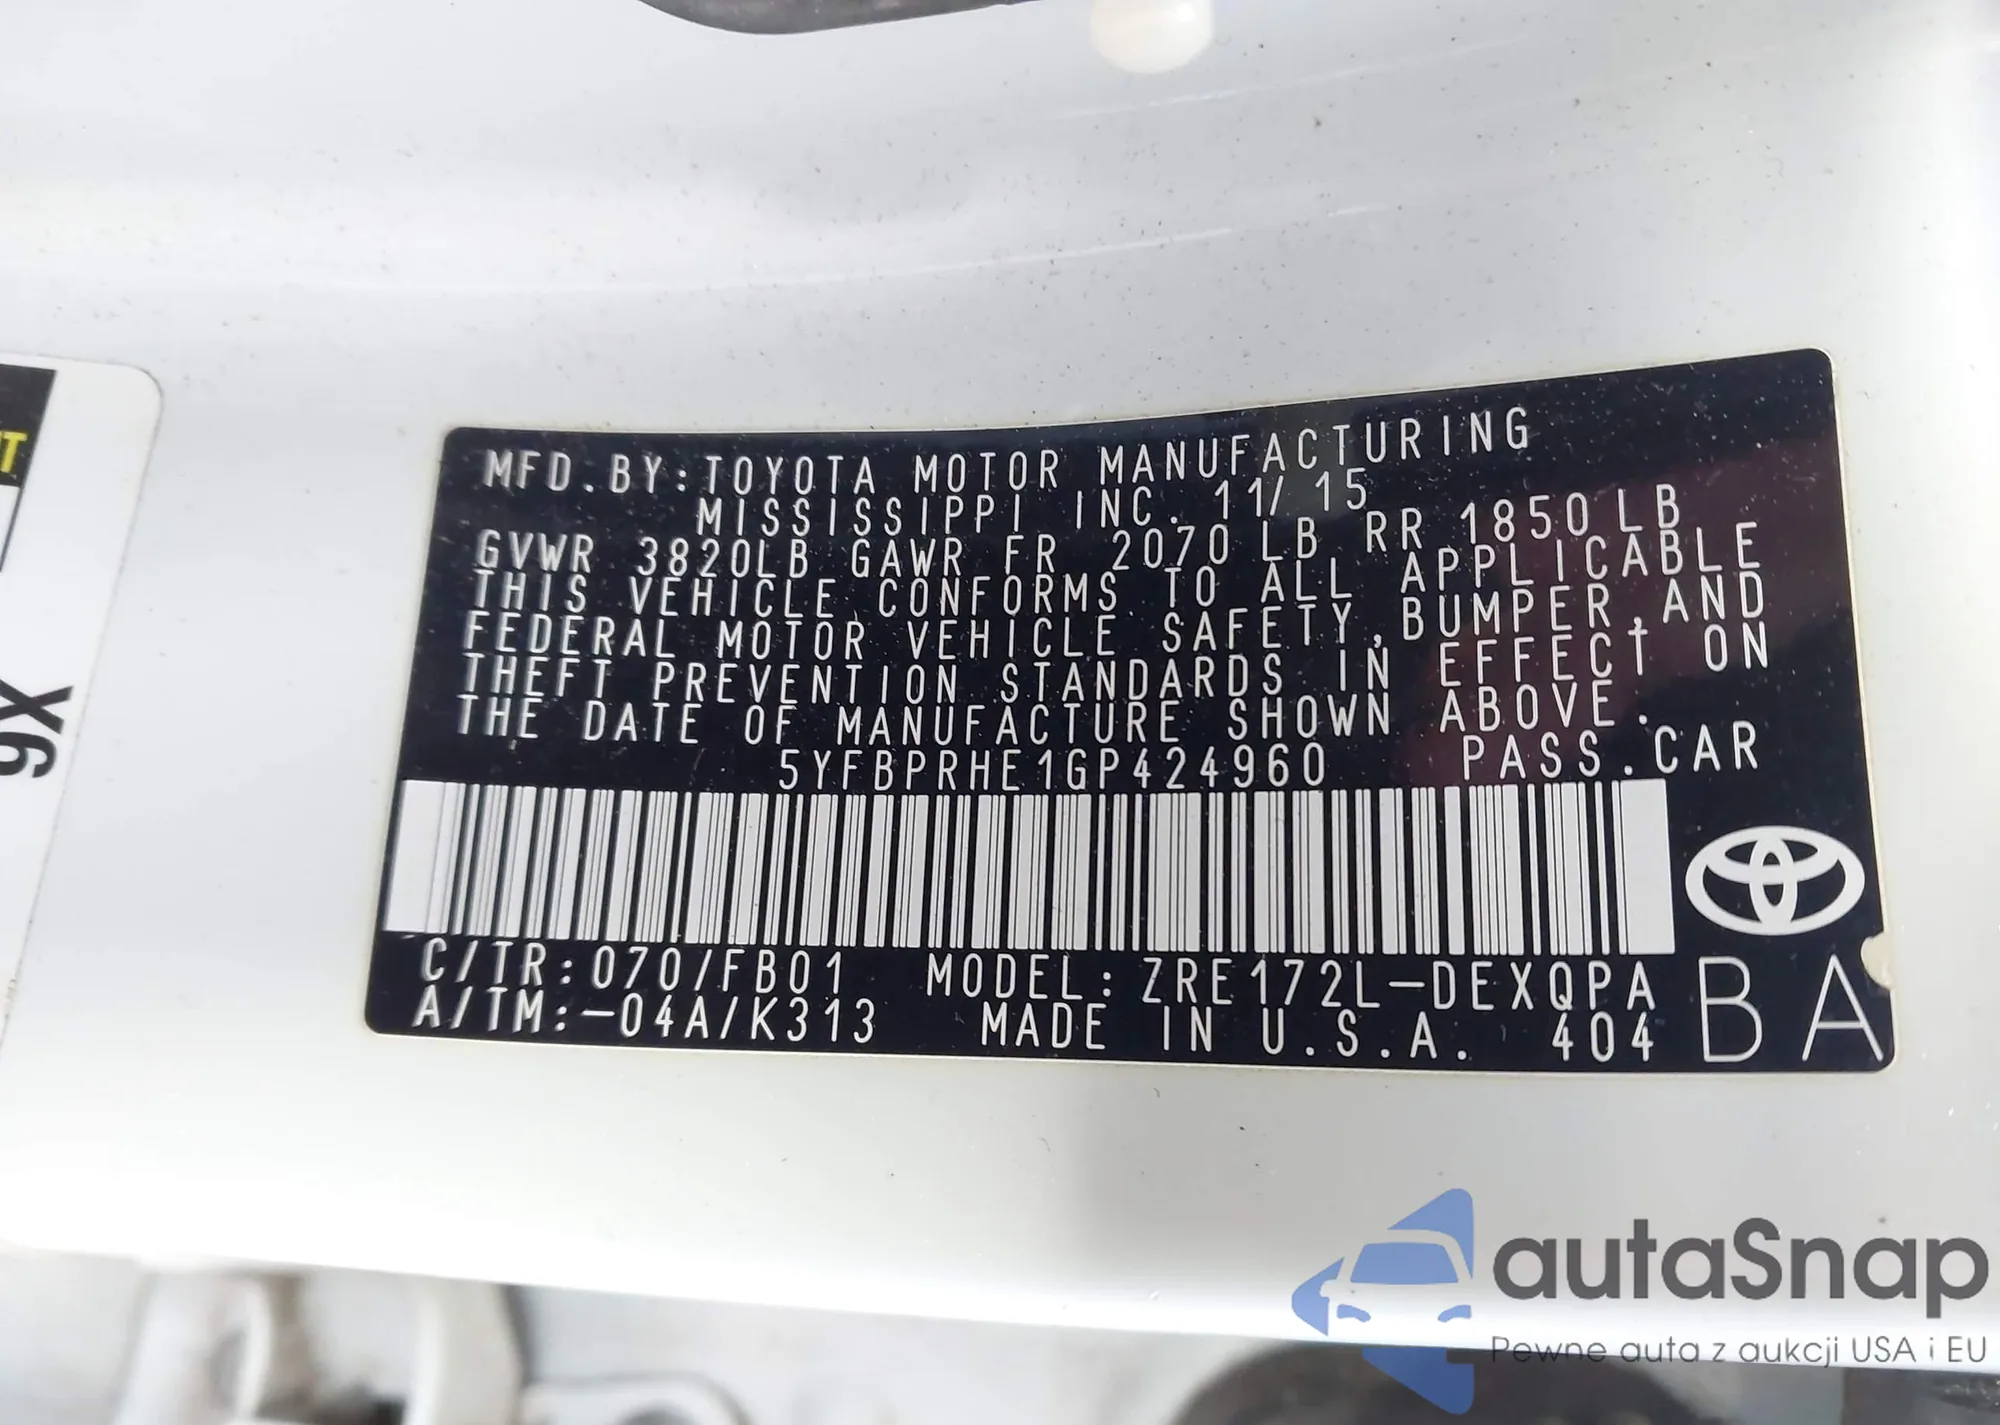 MFD.BY:TOYOTA MOTOR MANUFACTURING
MISSISSIPPI INC. 11/15
GVWR 3820LB GAWR FR 2070LB RR 1850LB
THIS VEHICLE CONFORMS TO ALL APPLICABLE
FEDERAL MOTOR VEHICLE SAFETY,BUMPER,AND
THEFT PREVENTION STANDARDS IN EFFECT ON
THE DATE OF MANUFACTURE SHOWN ABOVE.
5YFBPRHE1GP424960 PASS.CAR
C/TR:070/FB01 MODEL:ZRE172L-DEXQPA
A/TM:-04A/K313 MADE IN U.S.A. 404 BA
autaSnap
Pewne auta z aukcji USA i EU